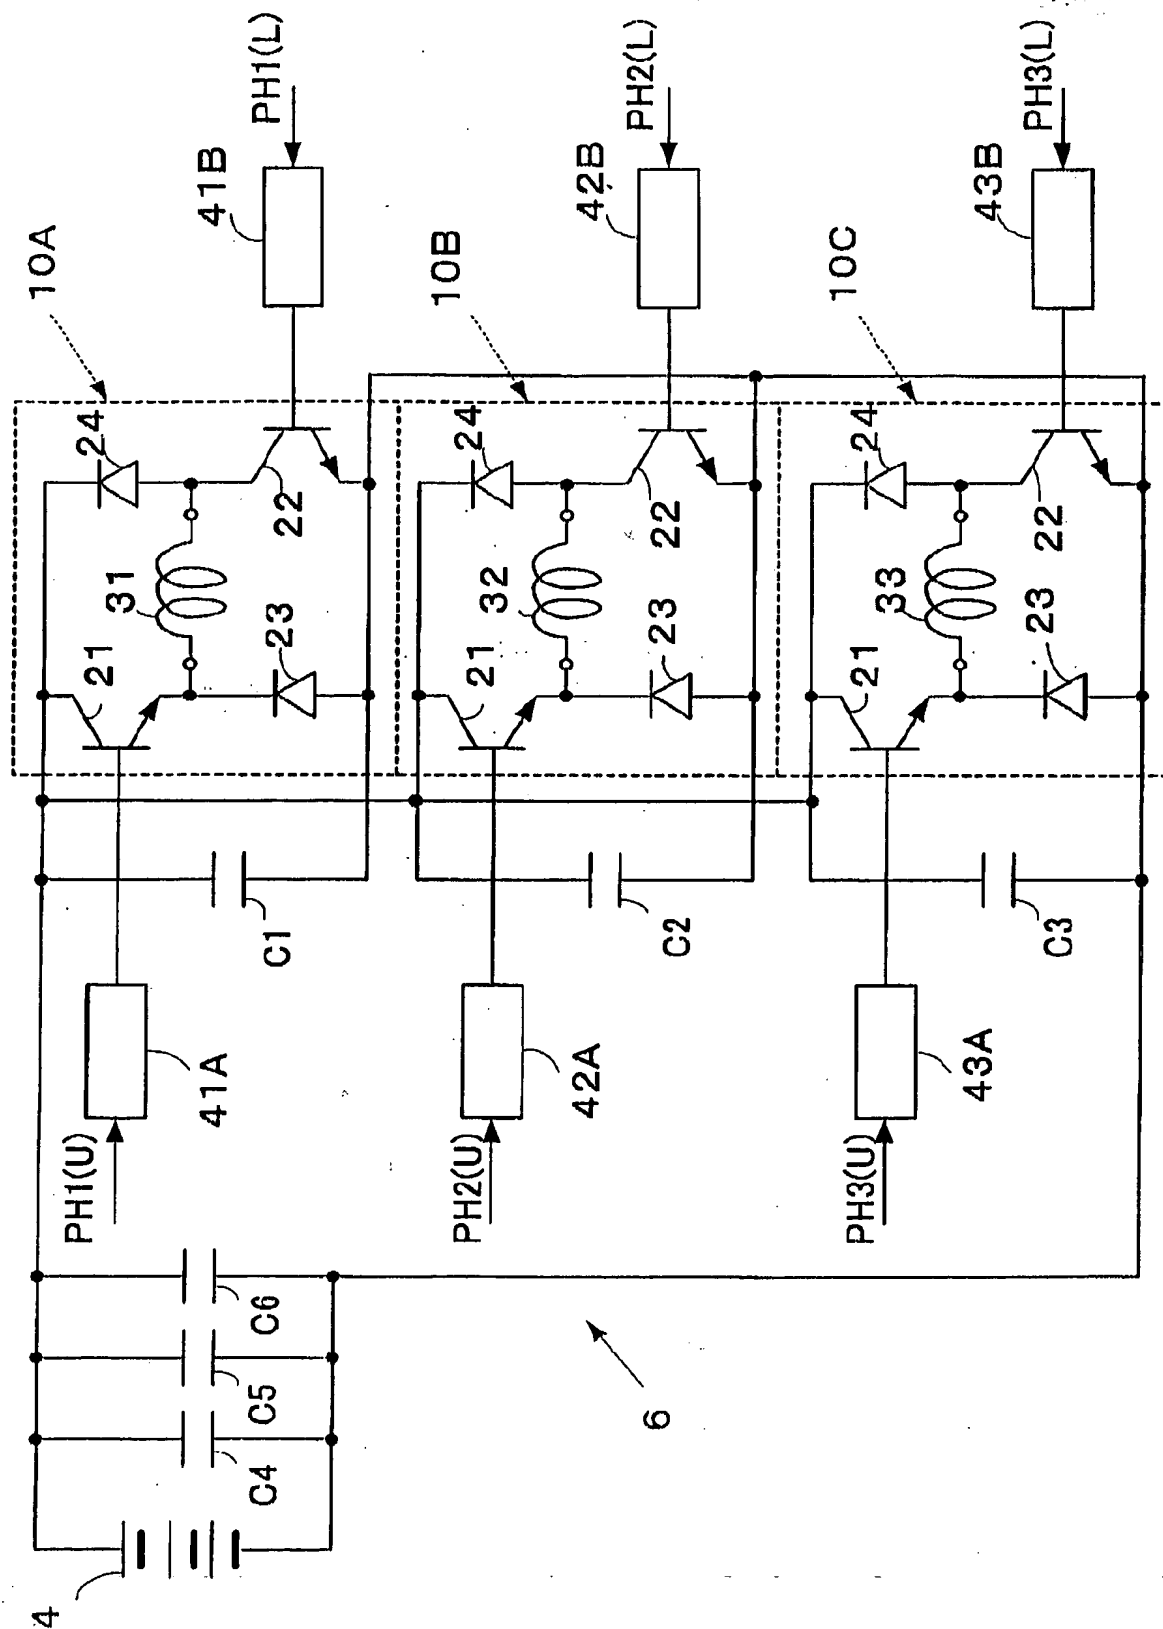 PH1(L)
PH2(L)
PH3(L)
41B
42B
43B
10A
10B
10C
24
24
24
22
22
22
31
32
33
23
23
23
21
21
21
C1
C2
C3
41A
42A
43A
PH1(U)
PH2(U)
PH3(U)
C6
C5
C4
6
4